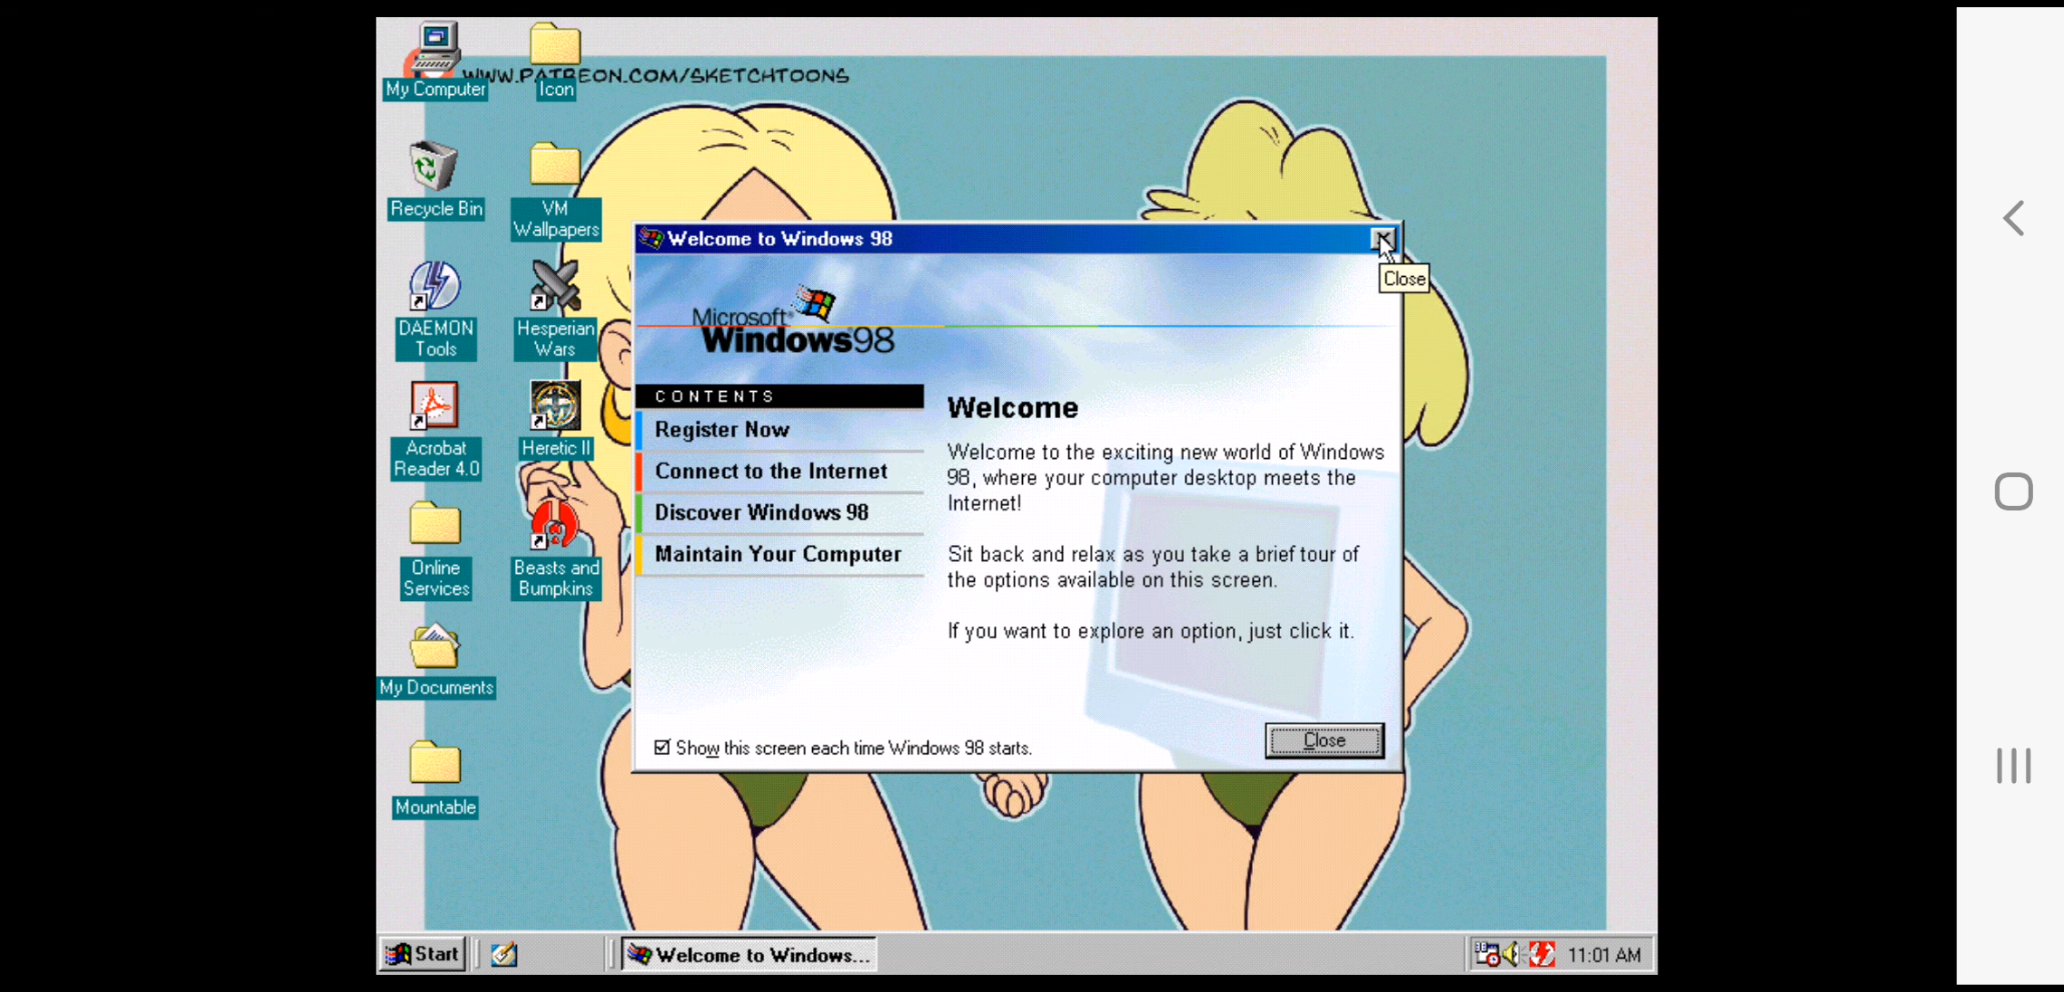 WWW.PATREON.COM/SKETCHTOONS
My Computer
Icon
Recycle Bin
VM
Wallpapers
DAEMON
Tools
Hesperian
Wars
Acrobat
Reader 4.0
Heretic II
Online
Services
Beasts and
Bumpkins
My Documents
Mountable
Welcome to Windows 98
Close
Microsoft®
Windows98
CONTENTS
Register Now
Connect to the Internet
Discover Windows 98
Maintain Your Computer
Welcome
Welcome to the exciting new world of Windows
98, where your computer desktop meets the
Internet!
Sit back and relax as you take a brief tour of
the options available on this screen.
If you want to explore an option, just click it.
Show this screen each time Windows 98 starts.
Close
Start
Welcome to Windows...
11:01 AM